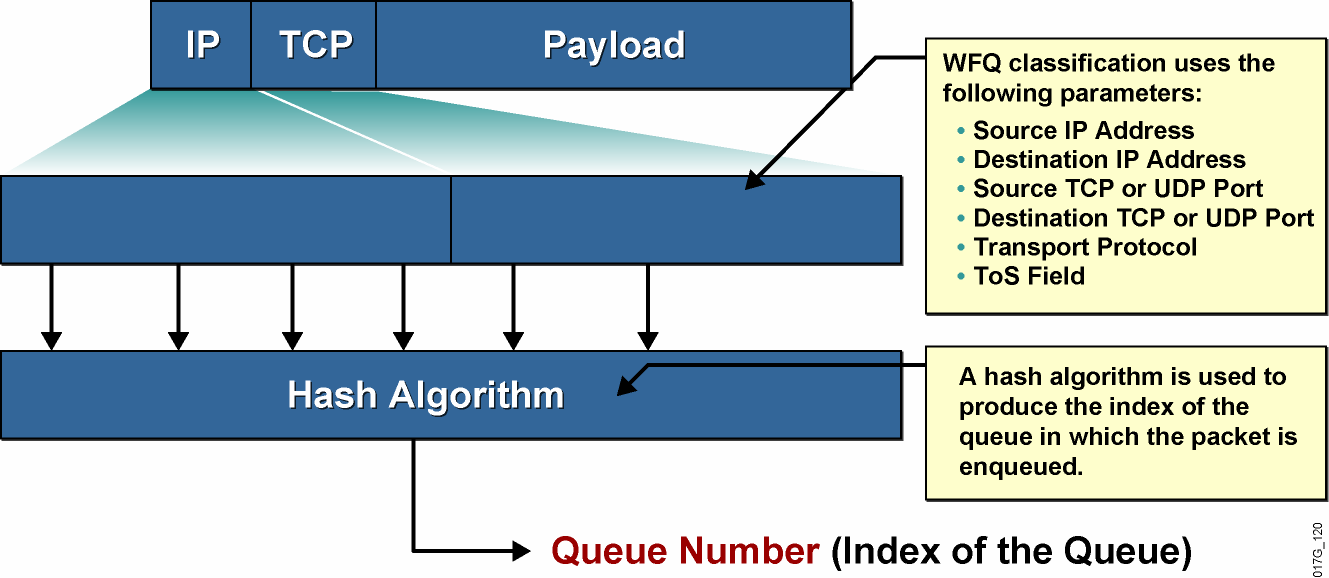 IP TCP Payload
WFQ classification uses the
following parameters:
• Source IP Address
• Destination IP Address
• Source TCP or UDP Port
• Destination TCP or UDP Port
• Transport Protocol
• ToS Field
Hash Algorithm
A hash algorithm is used to
produce the index of the
queue in which the packet is
enqueued.
Queue Number (Index of the Queue)
017G_120